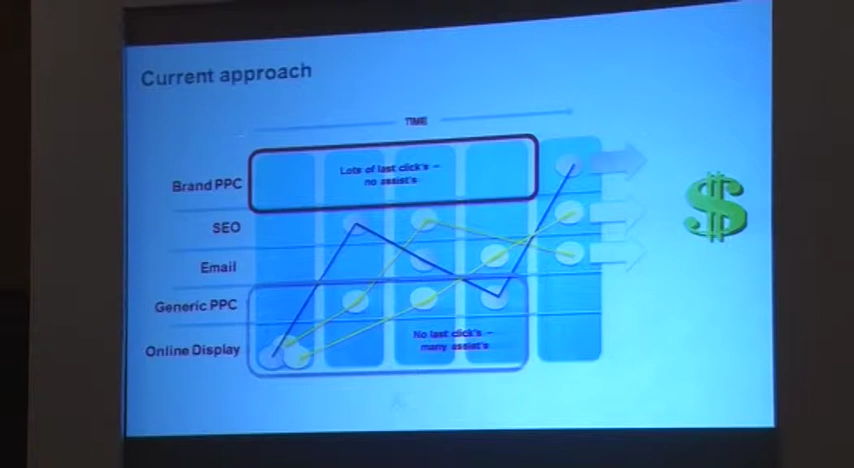 Current approach
TIME
Brand PPC
Lots of last click's –
no assist's
SEO
Email
Generic PPC
No last click's –
many assist's
Online Display
$